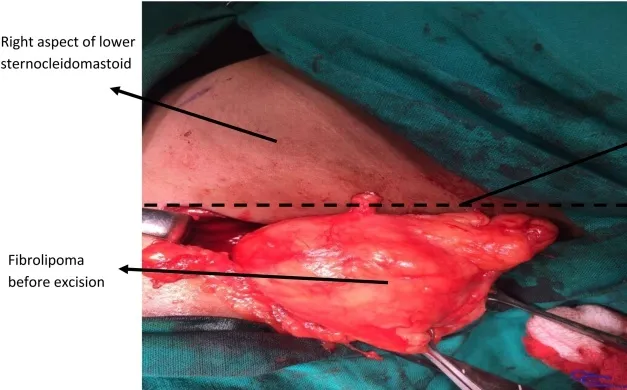 Right aspect of lower
sternocleidomastoid
Fibrolipoma
before excision